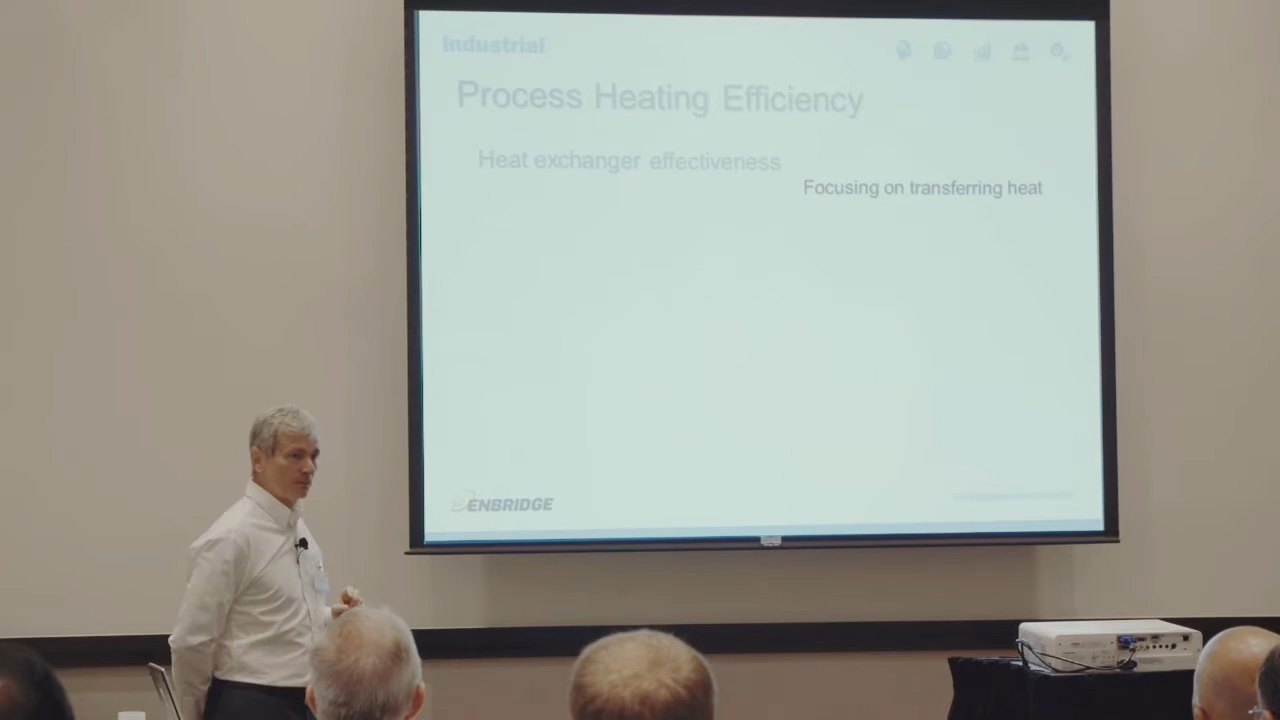 industrial
Process Heating Efficiency
Heat exchanger effectiveness
Focusing on transferring heat
ENBRIDGE